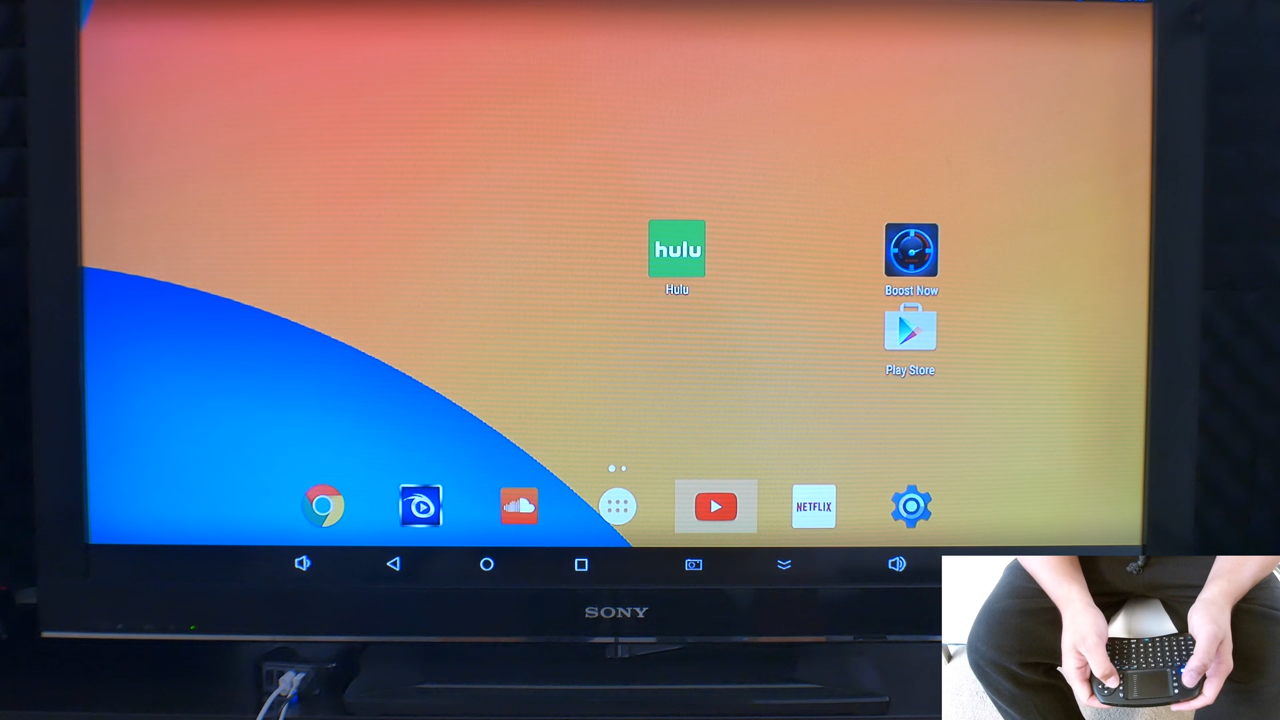 hulu
Hulu
Boost Now
Play Store
NETFLIX
SONY